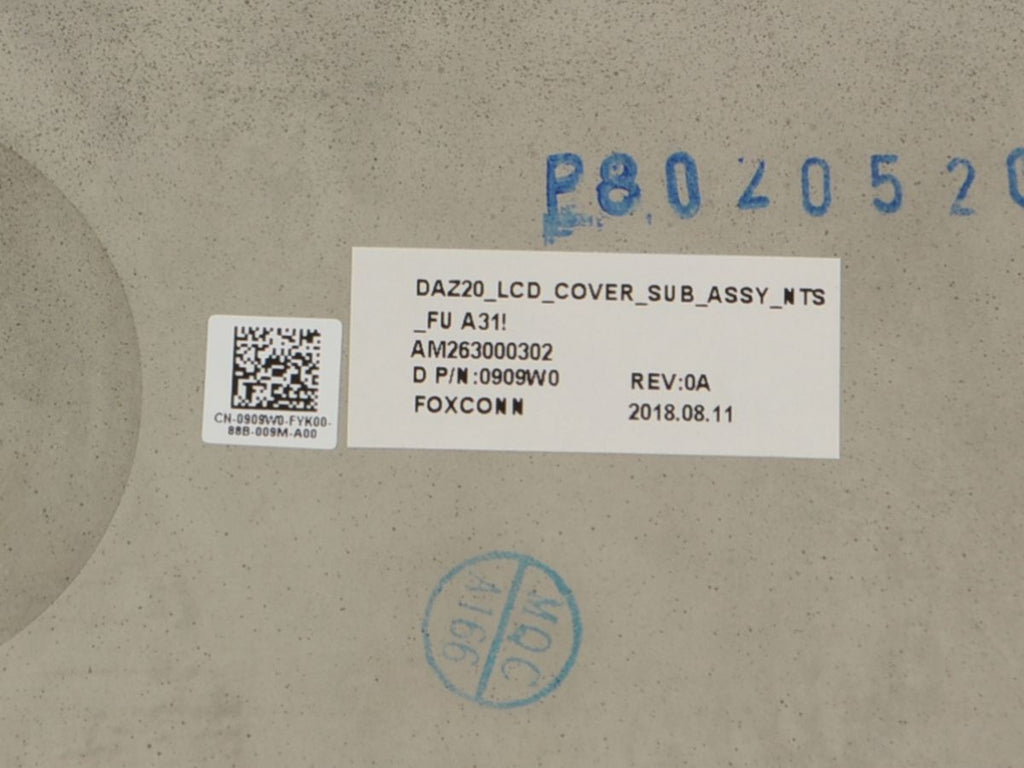 P8020520
DAZ20_LCD_COVER_SUB_ASSY_NTS
_FU A31!
AM263000302
D P/N:0909W0
REV:0A
FOXCONN
2018.08.11
CN-0909W0-FYK00-
88B-009M-A00
MQC
A166